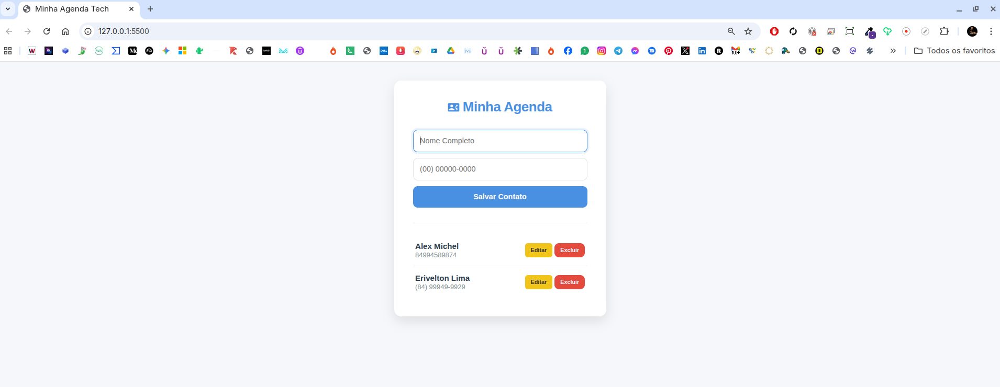 Minha Agenda Tech
127.0.0.1:5500
Todos os favoritos
Minha Agenda
Nome Completo
(00) 00000-0000
Salvar Contato
Alex Michel
84994589874
Editar
Excluir
Erivelton Lima
(84) 99949-9929
Editar
Excluir